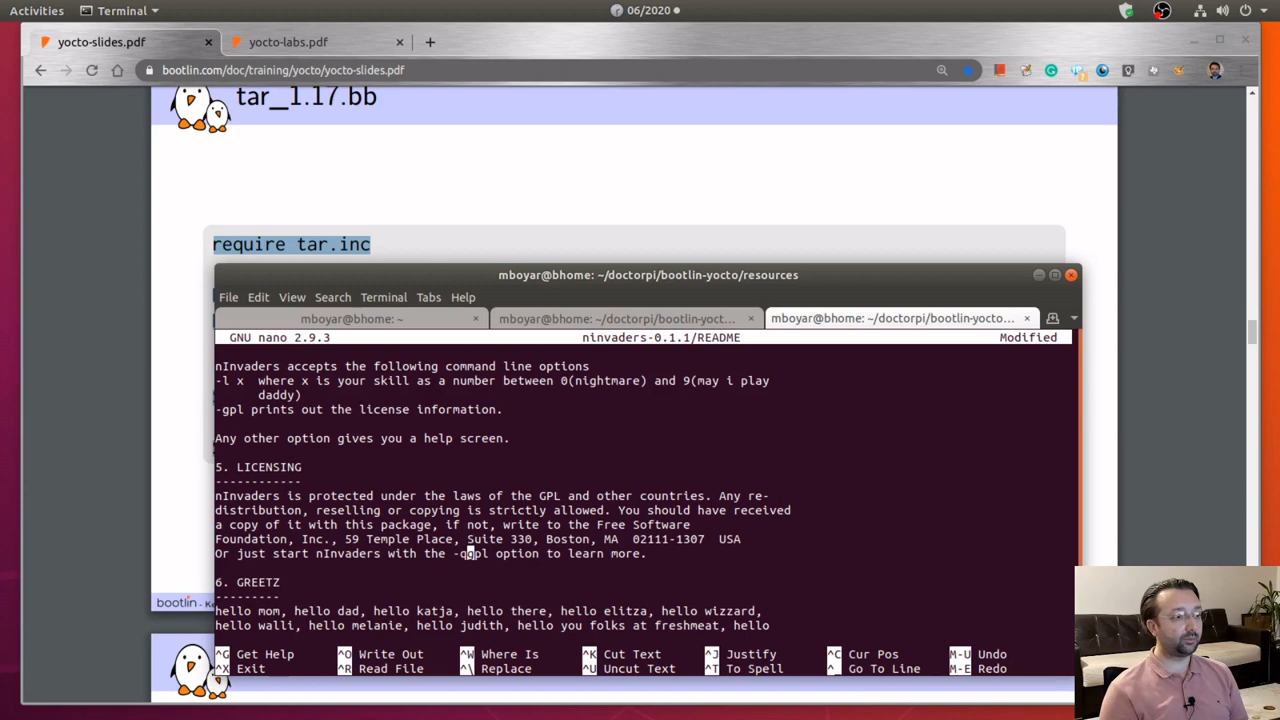 Activities
Terminal
06/2020
yocto-slides.pdf
yocto-labs.pdf
bootlin.com/doc/training/yocto/yocto-slides.pdf
tar_1.17.bb
require tar.inc
mboyar@bhome: ~/doctorpi/bootlin-yocto/resources
File Edit View Search Terminal Tabs Help
mboyar@bhome: ~
mboyar@bhome: ~/doctorpi/bootlin-yoct...
mboyar@bhome: ~/doctorpi/bootlin-yocto...
GNU nano 2.9.3 ninvaders-0.1.1/README Modified
nInvaders accepts the following command line options
-l x where x is your skill as a number between 0(nightmare) and 9(may i play
daddy)
-gpl prints out the license information.
Any other option gives you a help screen.
5. LICENSING
------------
nInvaders is protected under the laws of the GPL and other countries. Any re-
distribution, reselling or copying is strictly allowed. You should have received
a copy of it with this package, if not, write to the Free Software
Foundation, Inc., 59 Temple Place, Suite 330, Boston, MA 02111-1307 USA
Or just start nInvaders with the -qgpl option to learn more.
6. GREETZ
---------
hello mom, hello dad, hello katja, hello there, hello elitza, hello wizzard,
hello walli, hello melanie, hello judith, hello you folks at freshmeat, hello
^G Get Help ^O Write Out ^W Where Is ^K Cut Text ^J Justify ^C Cur Pos M-U Undo
^X Exit ^R Read File ^\ Replace ^U Uncut Text ^T To Spell ^_ Go To Line M-E Redo
bootlin - Ke